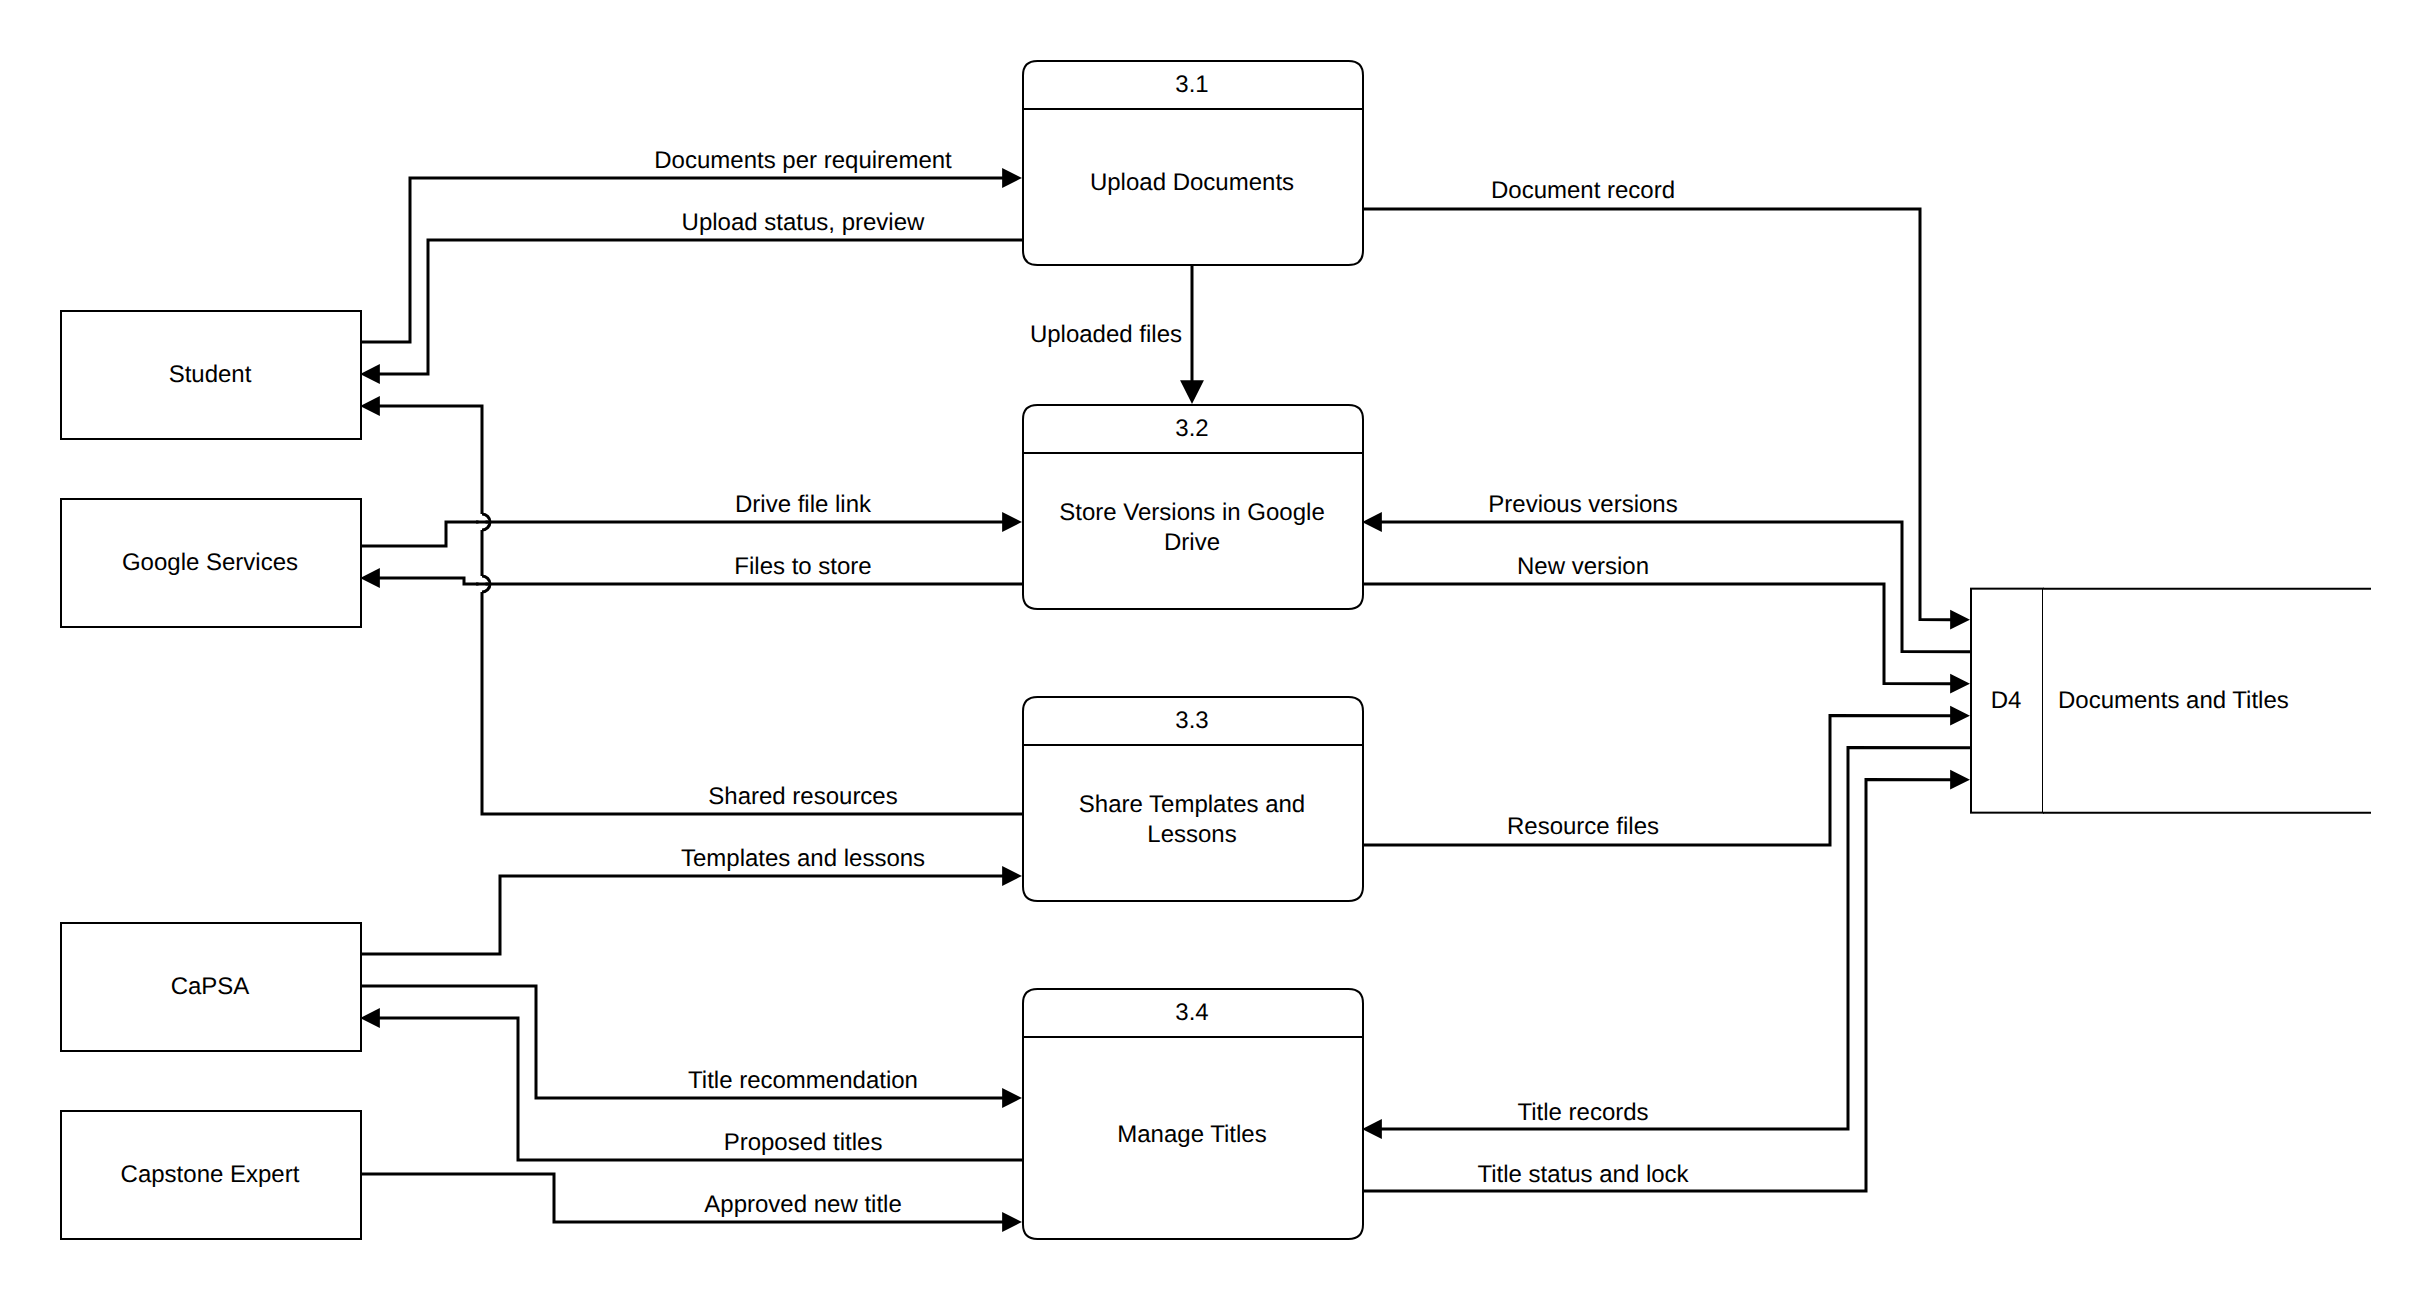 3.1
Documents per requirement
Upload Documents
Document record
Upload status, preview
Uploaded files
Student
3.2
Drive file link
Store Versions in Google
Drive
Previous versions
Google Services
Files to store
New version
D4
Documents and Titles
3.3
Shared resources
Share Templates and
Lessons
Resource files
Templates and lessons
CaPSA
3.4
Title recommendation
Manage Titles
Title records
Proposed titles
Capstone Expert
Title status and lock
Approved new title